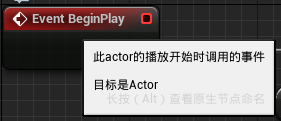 Event BeginPlay
此actor的播放开始时调用的事件
目标是Actor
长按（Alt）查看原生节点命名